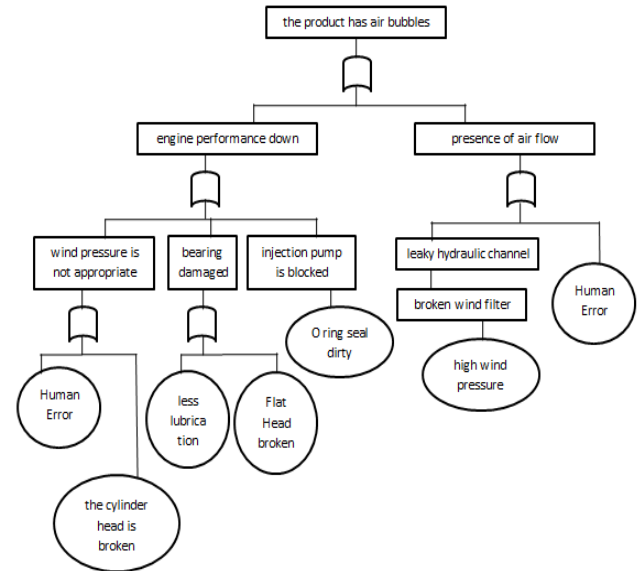 the product has air bubbles
engine performance down
presence of air flow
wind pressure is
not appropriate
bearing
damaged
injection pump
is blocked
leaky hydraulic channel
broken wind filter
Human
Error
O ring seal
dirty
high wind
pressure
Human
Error
less
lubrica
tion
Flat
Head
broken
the cylinder
head is
broken